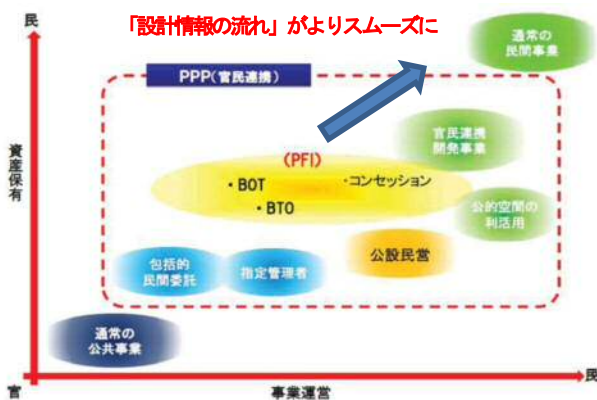 民
「設計情報の流れ」がよりスムーズに
通常の
民間事業
PPP(官民連携)
官民連携
開発事業
(PFI)
・BOT
・コンセッション
・BTO
資産保有
公的空間の
利活用
公設民営
包括的
民間委託
指定管理者
通常の
公共事業
官
事業運営
民